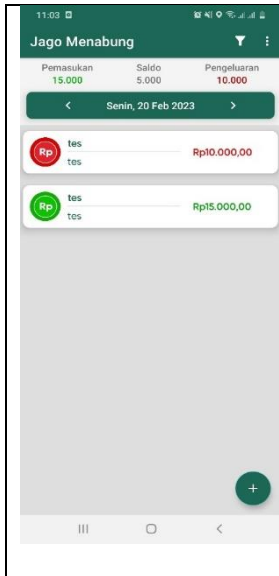 11:03
Jago Menabung
Pemasukan Saldo Pengeluaran
15.000 5.000 10.000
Senin, 20 Feb 2023
Rp tes
tes
Rp10.000,00
Rp tes
tes
Rp15.000,00
+